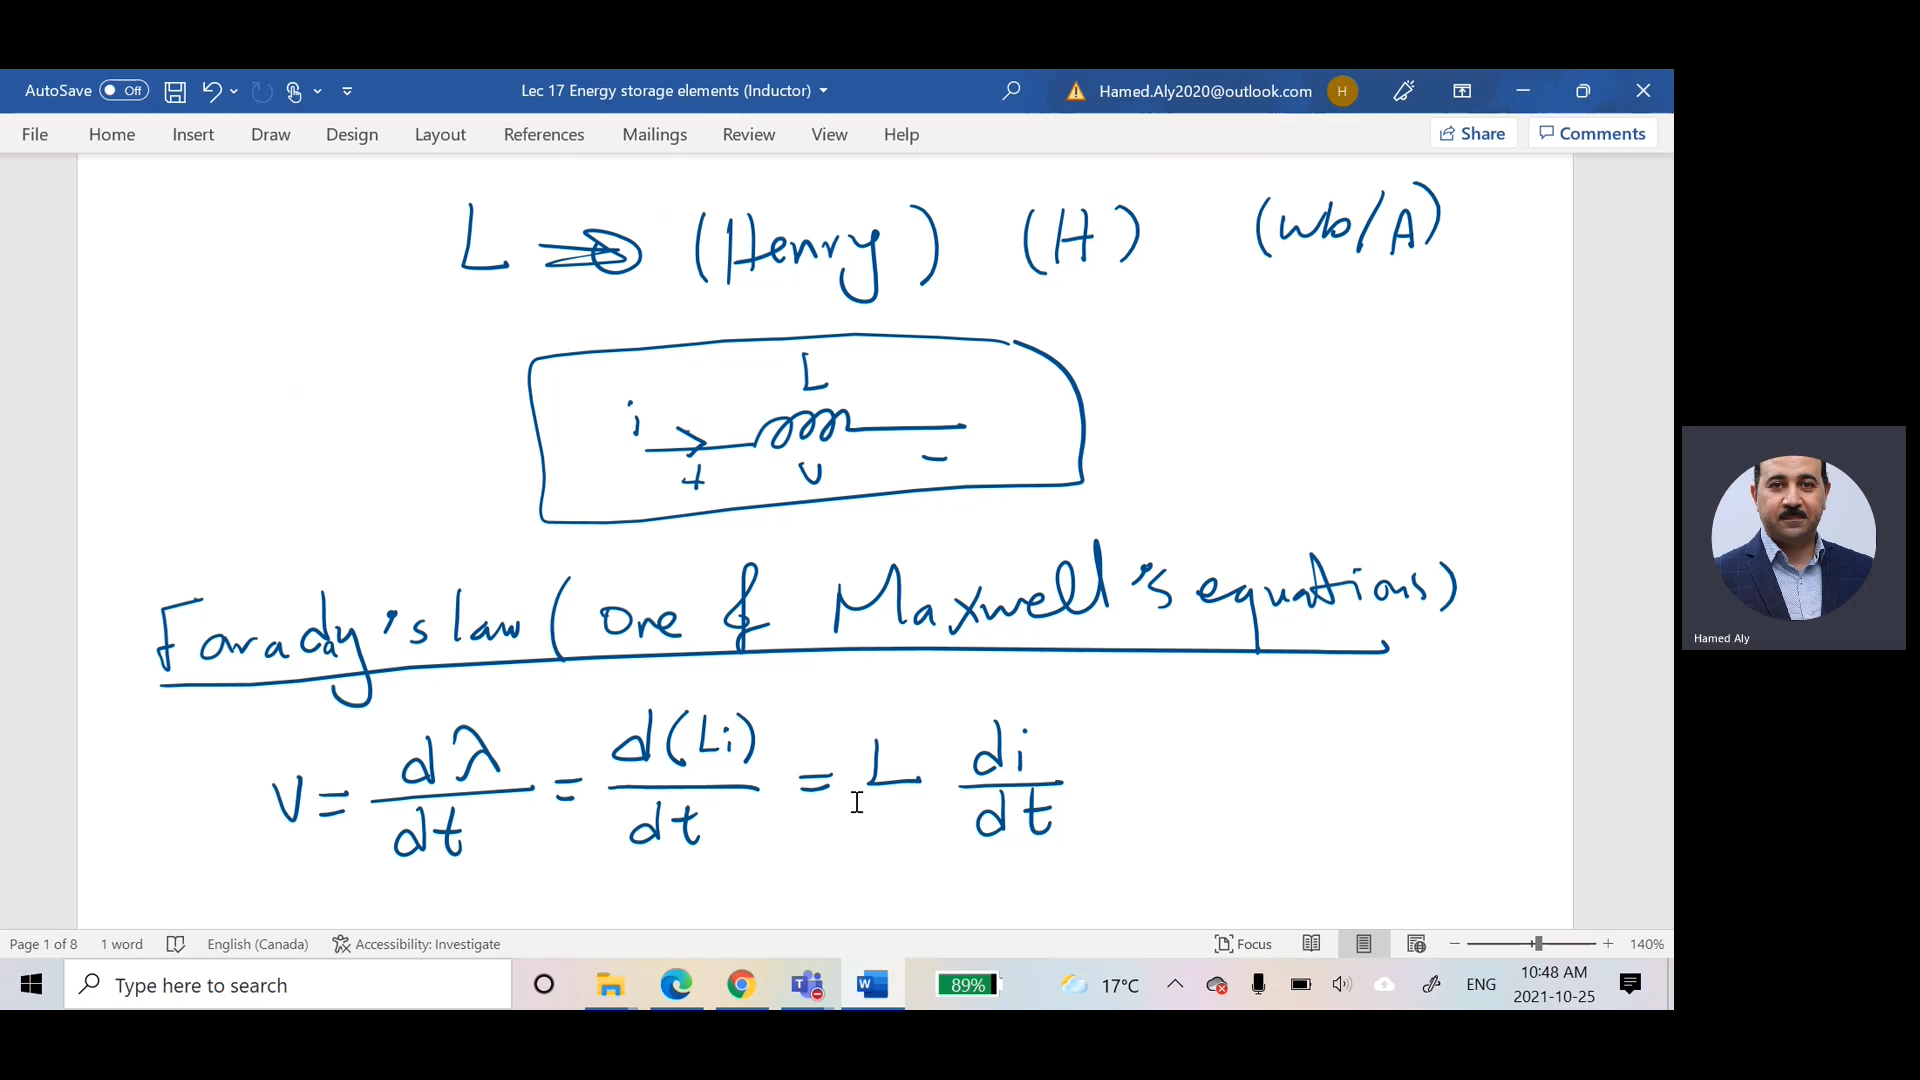 AutoSave Off Lec 17 Energy storage elements (Inductor) Hamed.Aly2020@outlook.com H
File Home Insert Draw Design Layout References Mailings Review View Help Share Comments
L ⇒ (Henry) (H) (wb/A)
L
i
+ v -
Farady's law (one of Maxwell's equations)
v = dλ/dt = d(Li)/dt = L di/dt
Hamed Aly
Page 1 of 8 1 word English (Canada) Accessibility: Investigate Focus 140%
Type here to search 89% 17°C ENG 10:48 AM
2021-10-25